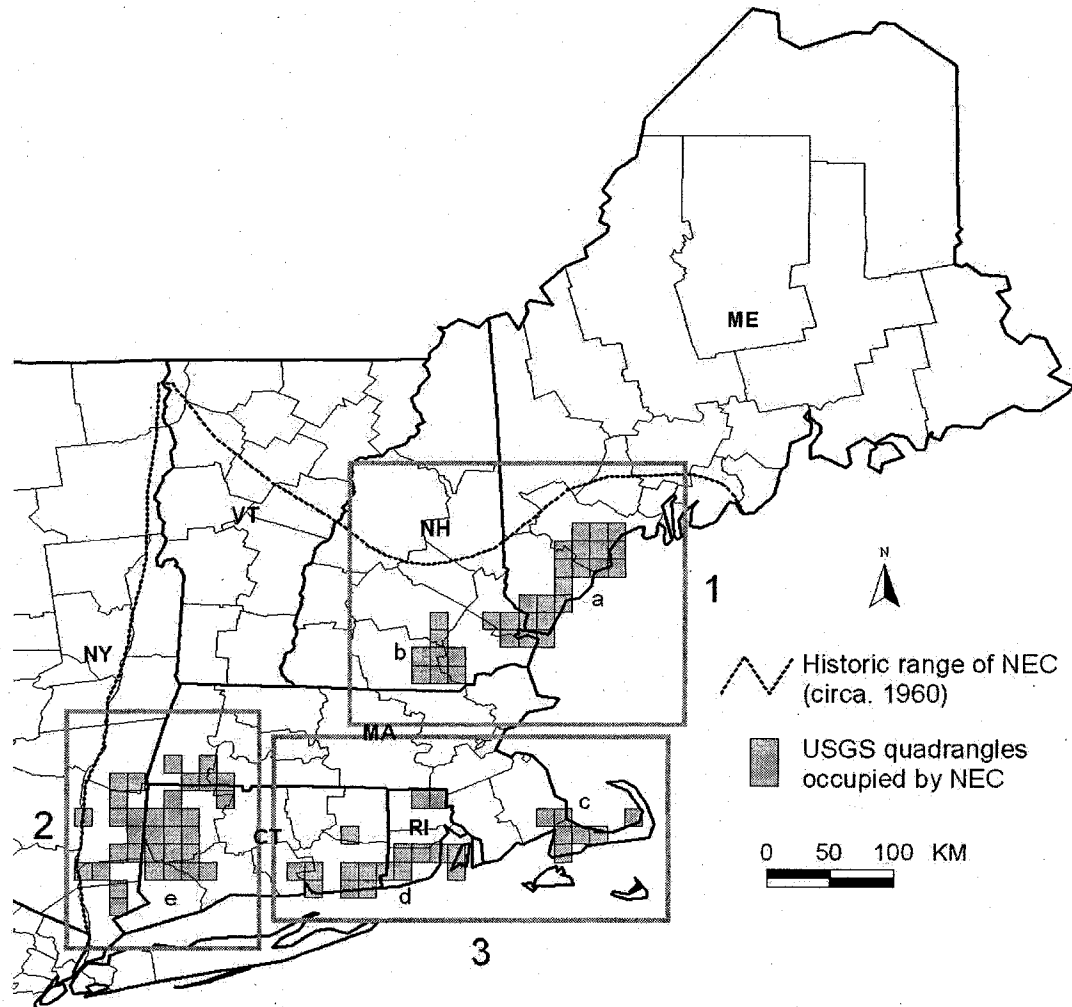 ME
VT
NH
1
a
N
NY
b
Historic range of NEC
(circa. 1960)
MA
USGS quadrangles
occupied by NEC
2
c
CT
RI
0 50 100 KM
e
d
3